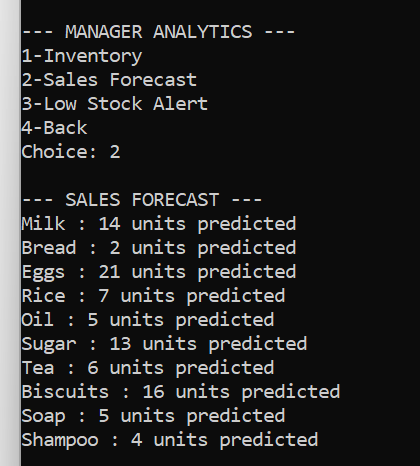 --- MANAGER ANALYTICS ---
1-Inventory
2-Sales Forecast
3-Low Stock Alert
4-Back
Choice: 2
--- SALES FORECAST ---
Milk : 14 units predicted
Bread : 2 units predicted
Eggs : 21 units predicted
Rice : 7 units predicted
Oil : 5 units predicted
Sugar : 13 units predicted
Tea : 6 units predicted
Biscuits : 16 units predicted
Soap : 5 units predicted
Shampoo : 4 units predicted